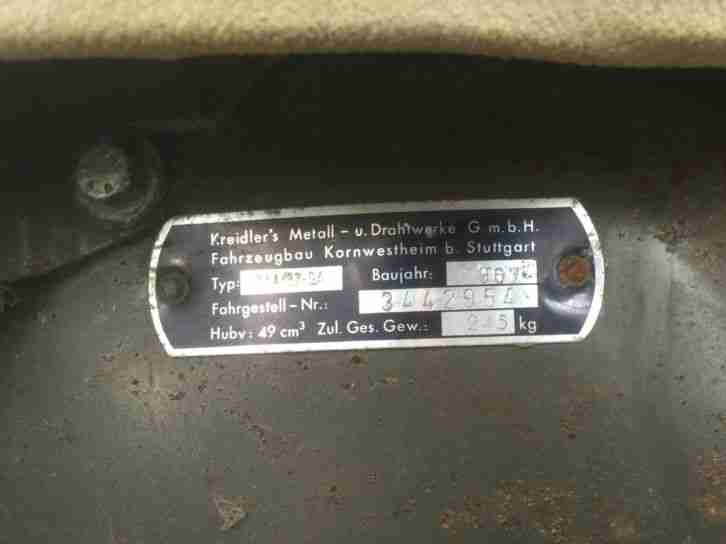 Kreidler's Metall - u. Drahtwerke G m.b.H.
Fahrzeugbau Kornwestheim b. Stuttgart
Typ: Baujahr:
Fahrgestell - Nr.: 3442954
Hubv: 49 cm³ Zul. Ges. Gew.: kg